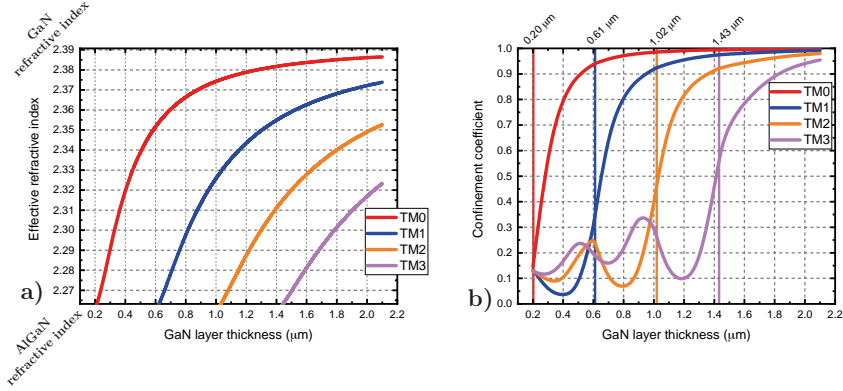 GaN
refractive index
2.39
2.38
2.37
2.36
2.35
2.34
2.33
2.32
2.31
2.30
2.29
2.28
2.27
Effective refractive index
TM0
TM1
TM2
TM3
a)
0.2 0.4 0.6 0.8 1.0 1.2 1.4 1.6 1.8 2.0 2.2
GaN layer thickness (μm)
AlGaN
refractive index
0.20 μm
0.61 μm
1.02 μm
1.43 μm
1.0
0.9
0.8
0.7
0.6
0.5
0.4
0.3
0.2
0.1
0.0
Confinement coefficient
TM0
TM1
TM2
TM3
b)
0.2 0.4 0.6 0.8 1.0 1.2 1.4 1.6 1.8 2.0 2.2
GaN layer thickness (μm)